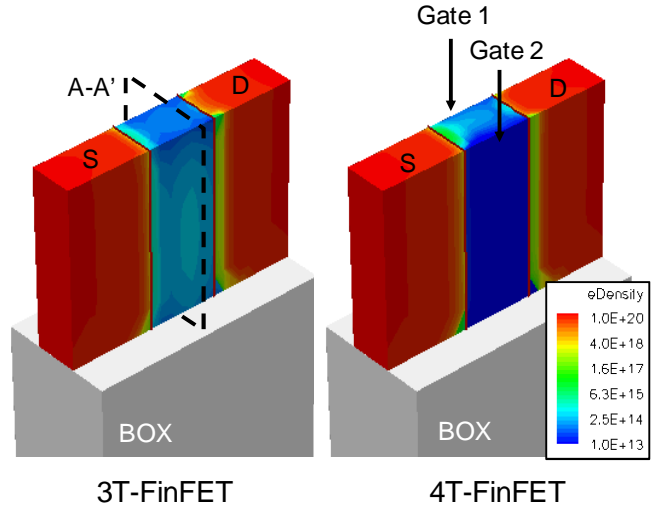 Gate 1
Gate 2
A-A'
D
S
D
S
BOX
BOX
eDensity
1.0E+20
4.0E+18
1.6E+17
6.3E+15
2.5E+14
1.0E+13
3T-FinFET
4T-FinFET